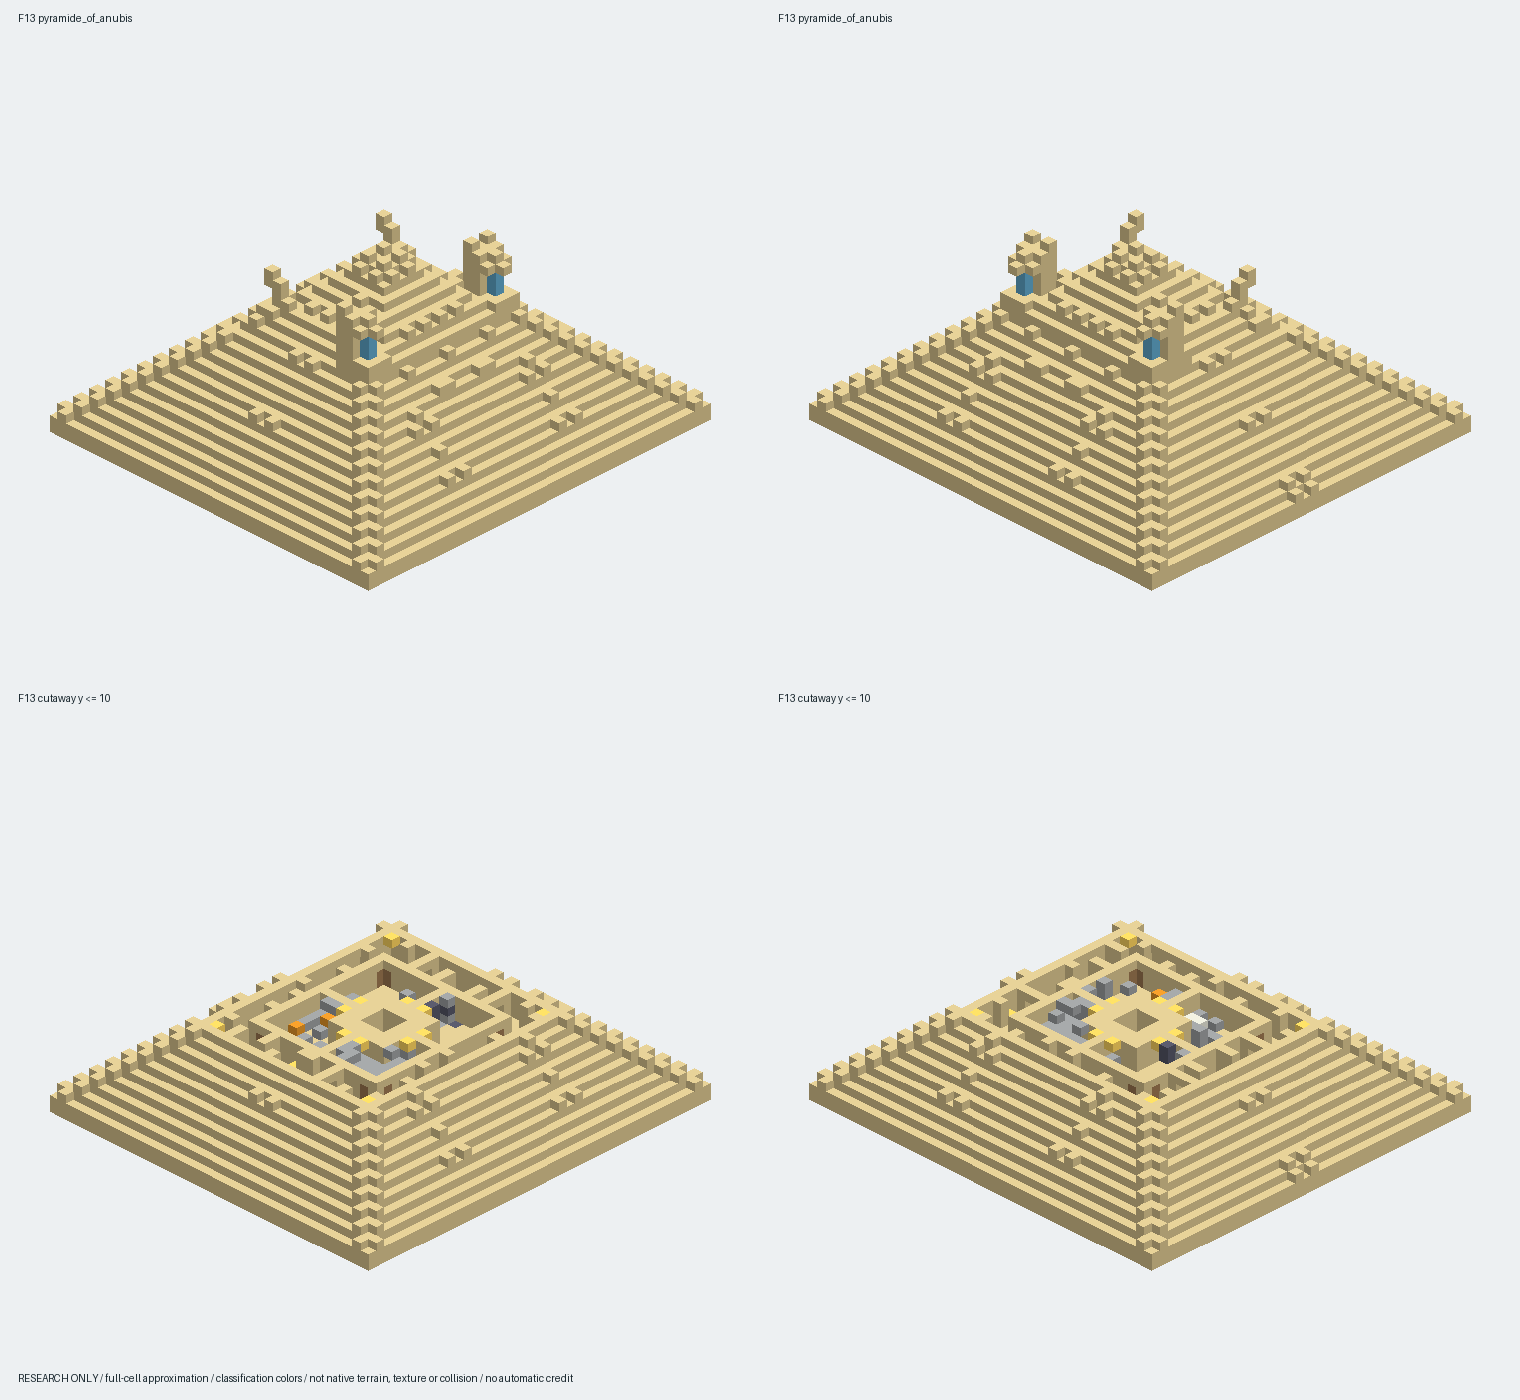 F13 pyramide_of_anubis
F13 pyramide_of_anubis
F13 cutaway y <= 10
F13 cutaway y <= 10
RESEARCH ONLY / full-cell approximation / classification colors / not native terrain, texture or collision / no automatic credit